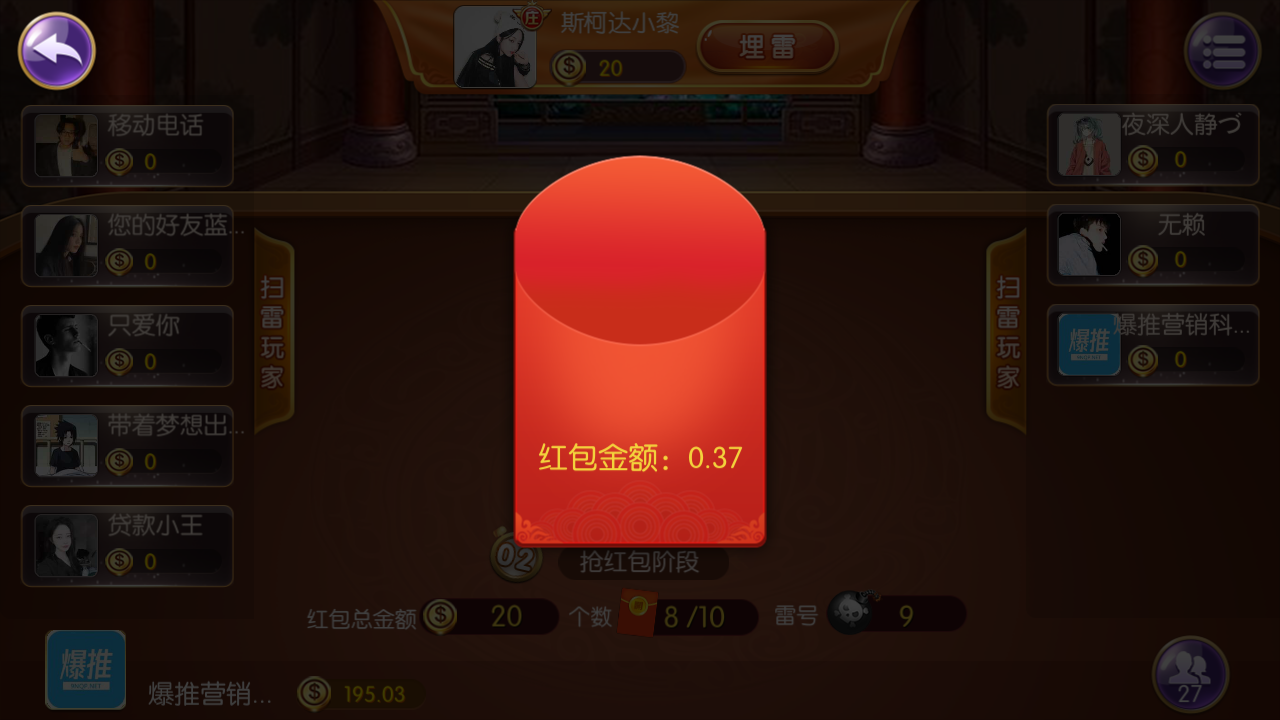 庄
斯柯达小黎
20
埋雷
移动电话
0
您的好友蓝...
0
只爱你
0
带着梦想出...
0
贷款小王
0
扫雷玩家
扫雷玩家
夜深人静づ
0
无赖
0
爆推
爆推营销科...
0
红包金额：0.37
02
抢红包阶段
红包总金额 20 个数 8/10 雷号 9
爆推
爆推营销... 195.03
27